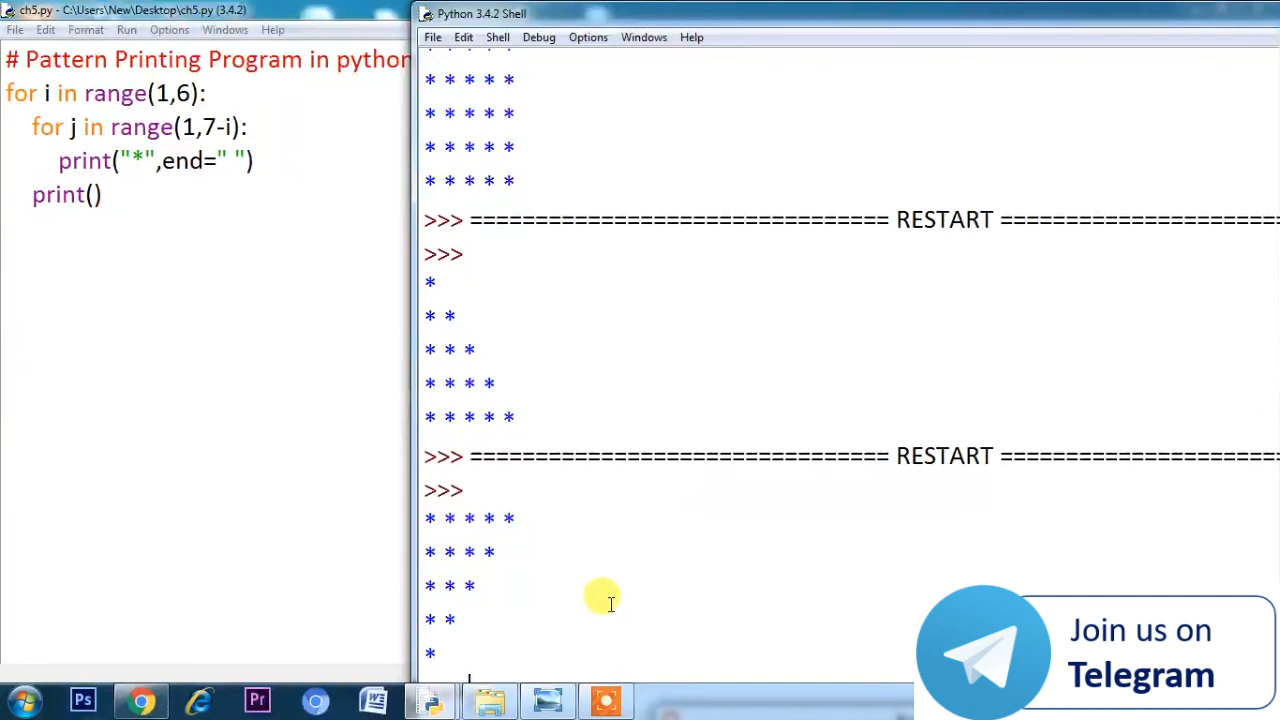 ch5.py - C:\Users\New\Desktop\ch5.py (3.4.2)
File Edit Format Run Options Windows Help
# Pattern Printing Program in python
for i in range(1,6):
    for j in range(1,7-i):
        print("*",end=" ")
    print()
Python 3.4.2 Shell
File Edit Shell Debug Options Windows Help
* * * * *
* * * * *
* * * * *
* * * * *
* * * * *
>>> ================================ RESTART ================================
>>>
*
* *
* * *
* * * *
* * * * *
>>> ================================ RESTART ================================
>>>
* * * * *
* * * *
* * *
* *
*
Join us on
Telegram
Ps
Pr
W